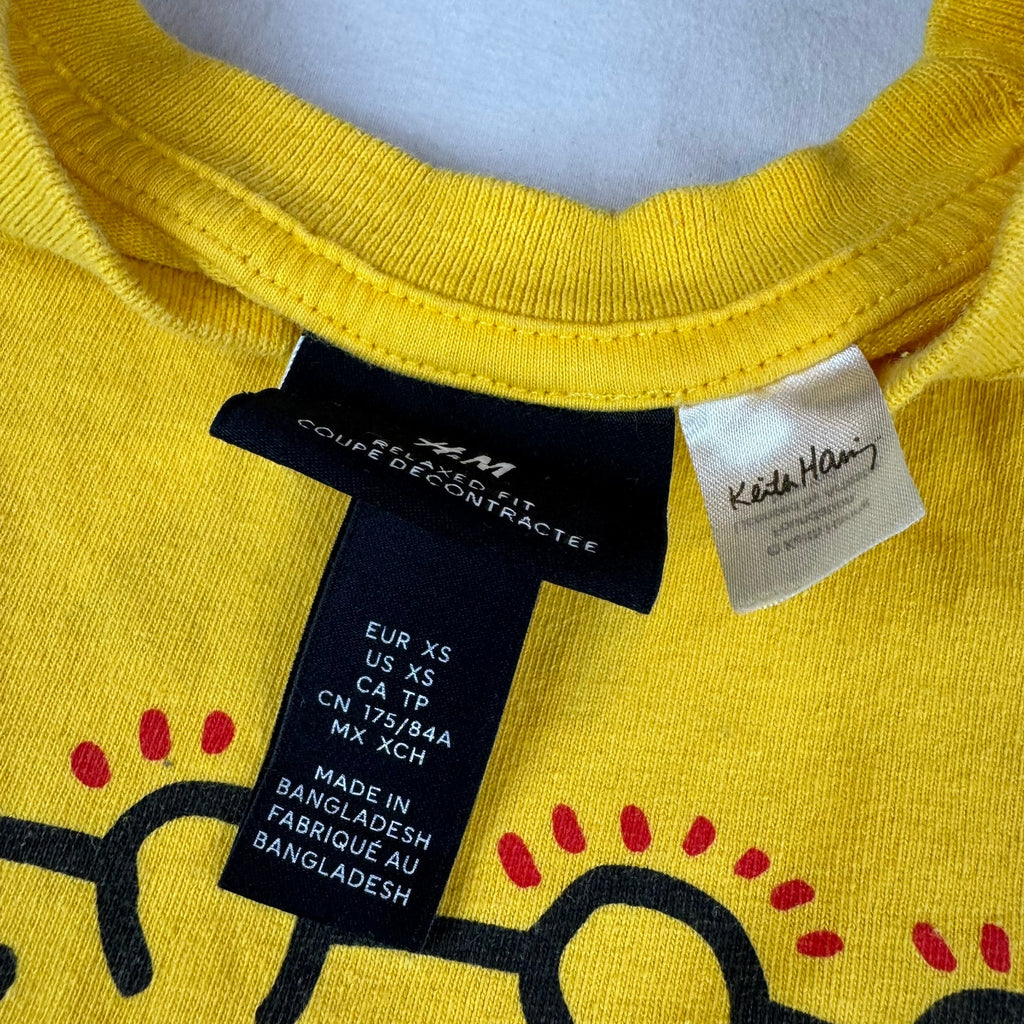 H&M
RELAXED FIT
COUPE DÉCONTRACTÉE
Keith Haring
EUR XS
US XS
CA TP
CN 175/84A
MX XCH
MADE IN
BANGLADESH
FABRIQUÉ AU
BANGLADESH